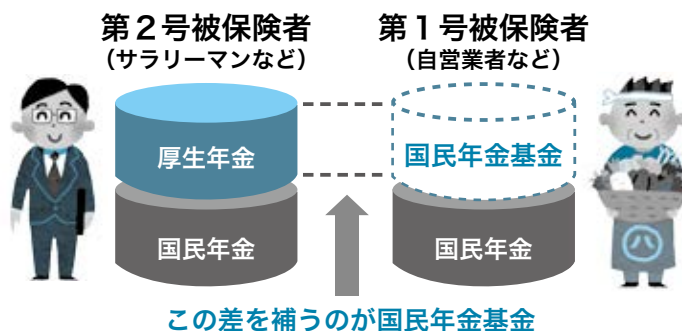 第２号被保険者
（サラリーマンなど）
厚生年金
国民年金
第１号被保険者
（自営業者など）
国民年金基金
国民年金
八
この差を補うのが国民年金基金